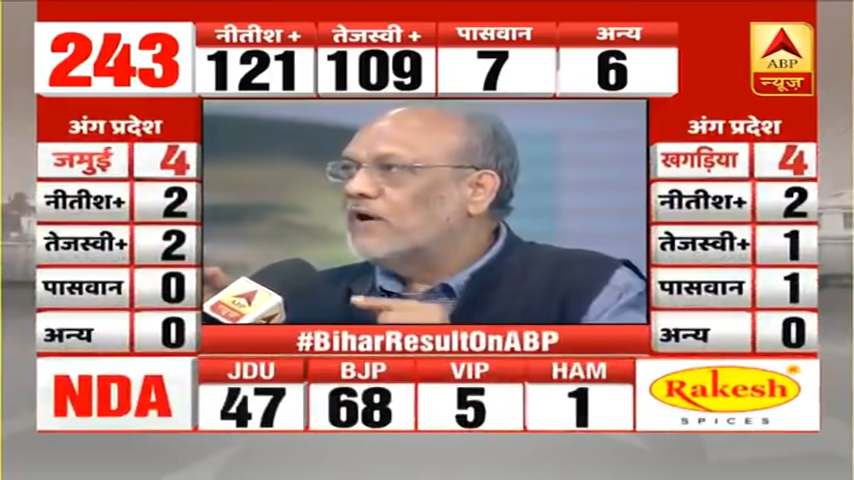 243
नीतीश + तेजस्वी + पासवान अन्य
121 109 7 6
ABP
न्यूज़
अंग प्रदेश
जमुई 4
नीतीश+ 2
तेजस्वी+ 2
पासवान 0
अन्य 0
अंग प्रदेश
खगड़िया 4
नीतीश+ 2
तेजस्वी+ 1
पासवान 1
अन्य 0
ABP
न्यूज़
#BiharResultOnABP
NDA
JDU BJP VIP HAM
47 68 5 1
Rakesh
SPICES